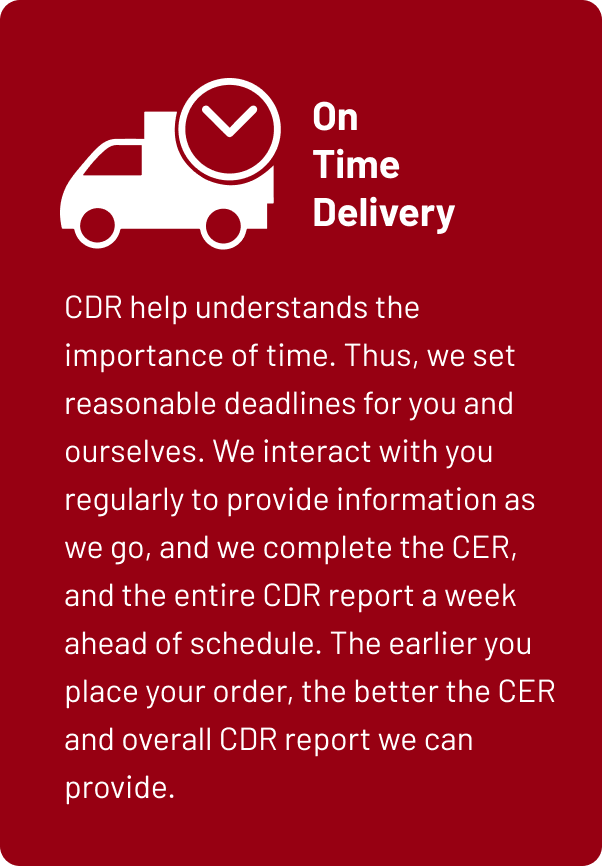 On
Time
Delivery
CDR help understands the
importance of time. Thus, we set
reasonable deadlines for you and
ourselves. We interact with you
regularly to provide information as
we go, and we complete the CER,
and the entire CDR report a week
ahead of schedule. The earlier you
place your order, the better the CER
and overall CDR report we can
provide.